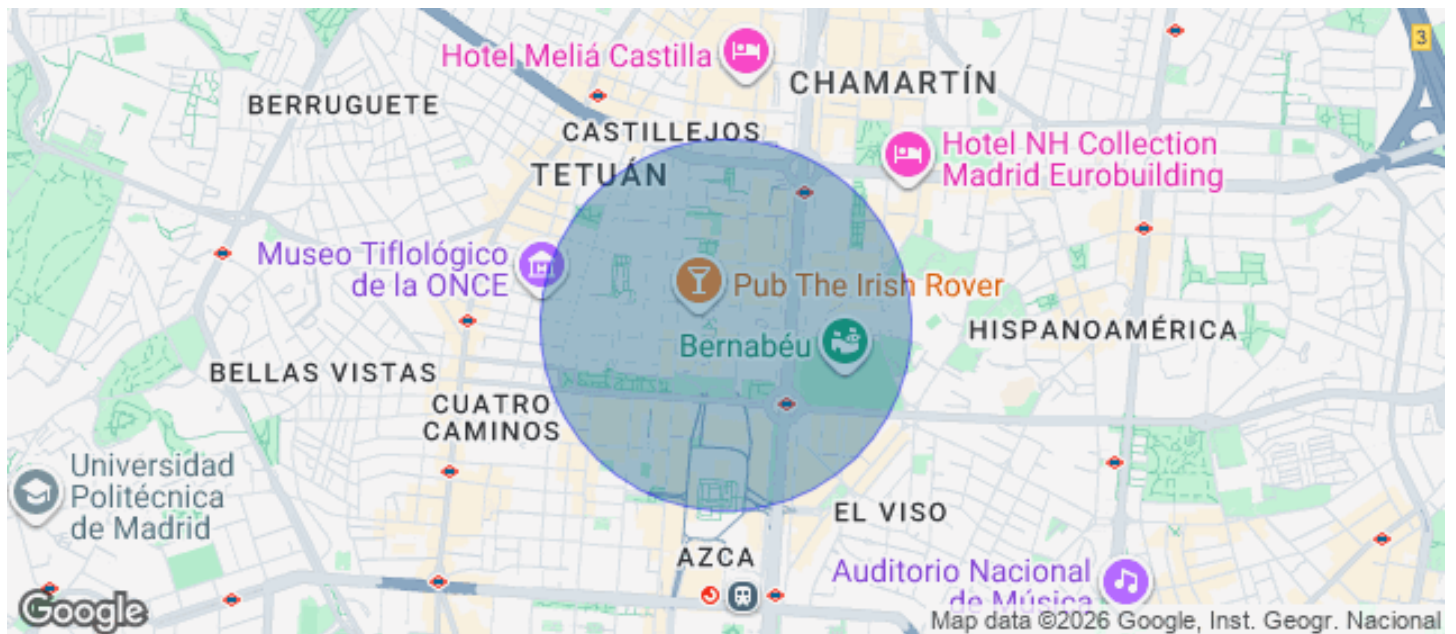 Hotel Meliá Castilla
CHAMARTÍN
3
BERRUGUETE
CASTILLEJOS
TETUÁN
Hotel NH Collection
Madrid Eurobuilding
Museo Tiflológico
de la ONCE
Pub The Irish Rover
Bernabéu
HISPANOAMÉRICA
BELLAS VISTAS
CUATRO
CAMINOS
Universidad
Politécnica
de Madrid
EL VISO
AZCA
Auditorio Nacional
de Música
Google
Map data ©2026 Google, Inst. Geogr. Nacional